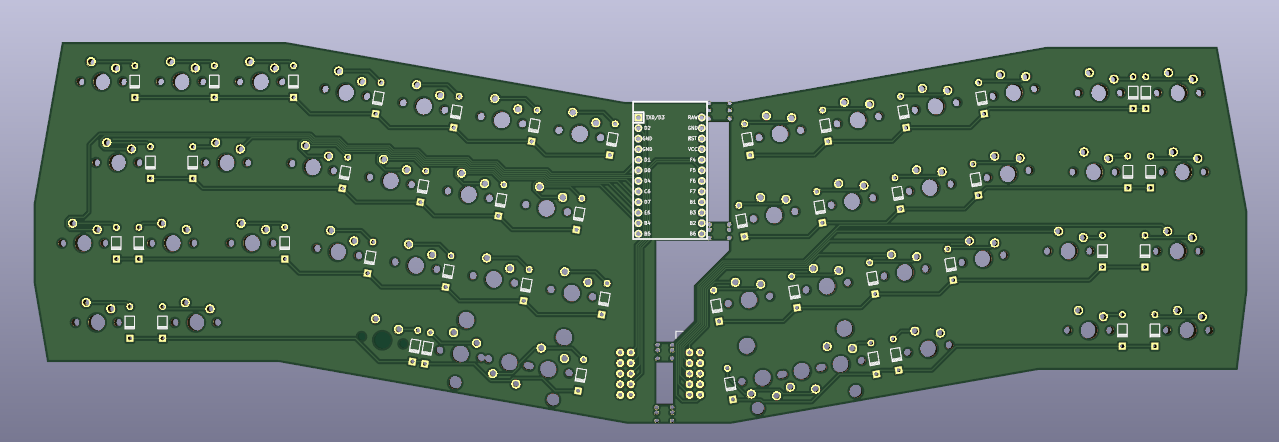 TX0/D3 RAW
D2 GND
GND RST
GND VCC
D1 F4
D0 F5
D4 F6
C6 F7
D7 B1
E6 B3
B4 B2
B5 B6